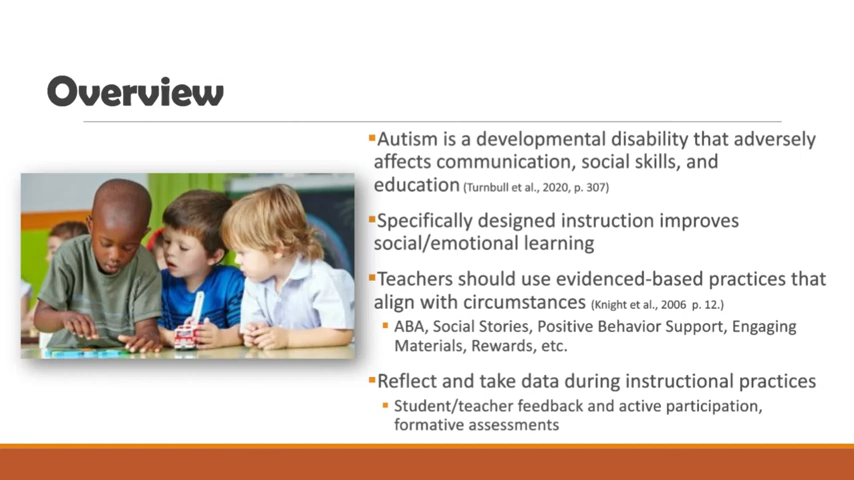 Overview
▪Autism is a developmental disability that adversely
affects communication, social skills, and
education (Turnbull et al., 2020, p. 307)
▪Specifically designed instruction improves
social/emotional learning
▪Teachers should use evidenced-based practices that
align with circumstances (Knight et al., 2006 p. 12.)
▪ ABA, Social Stories, Positive Behavior Support, Engaging
Materials, Rewards, etc.
▪Reflect and take data during instructional practices
▪ Student/teacher feedback and active participation,
formative assessments